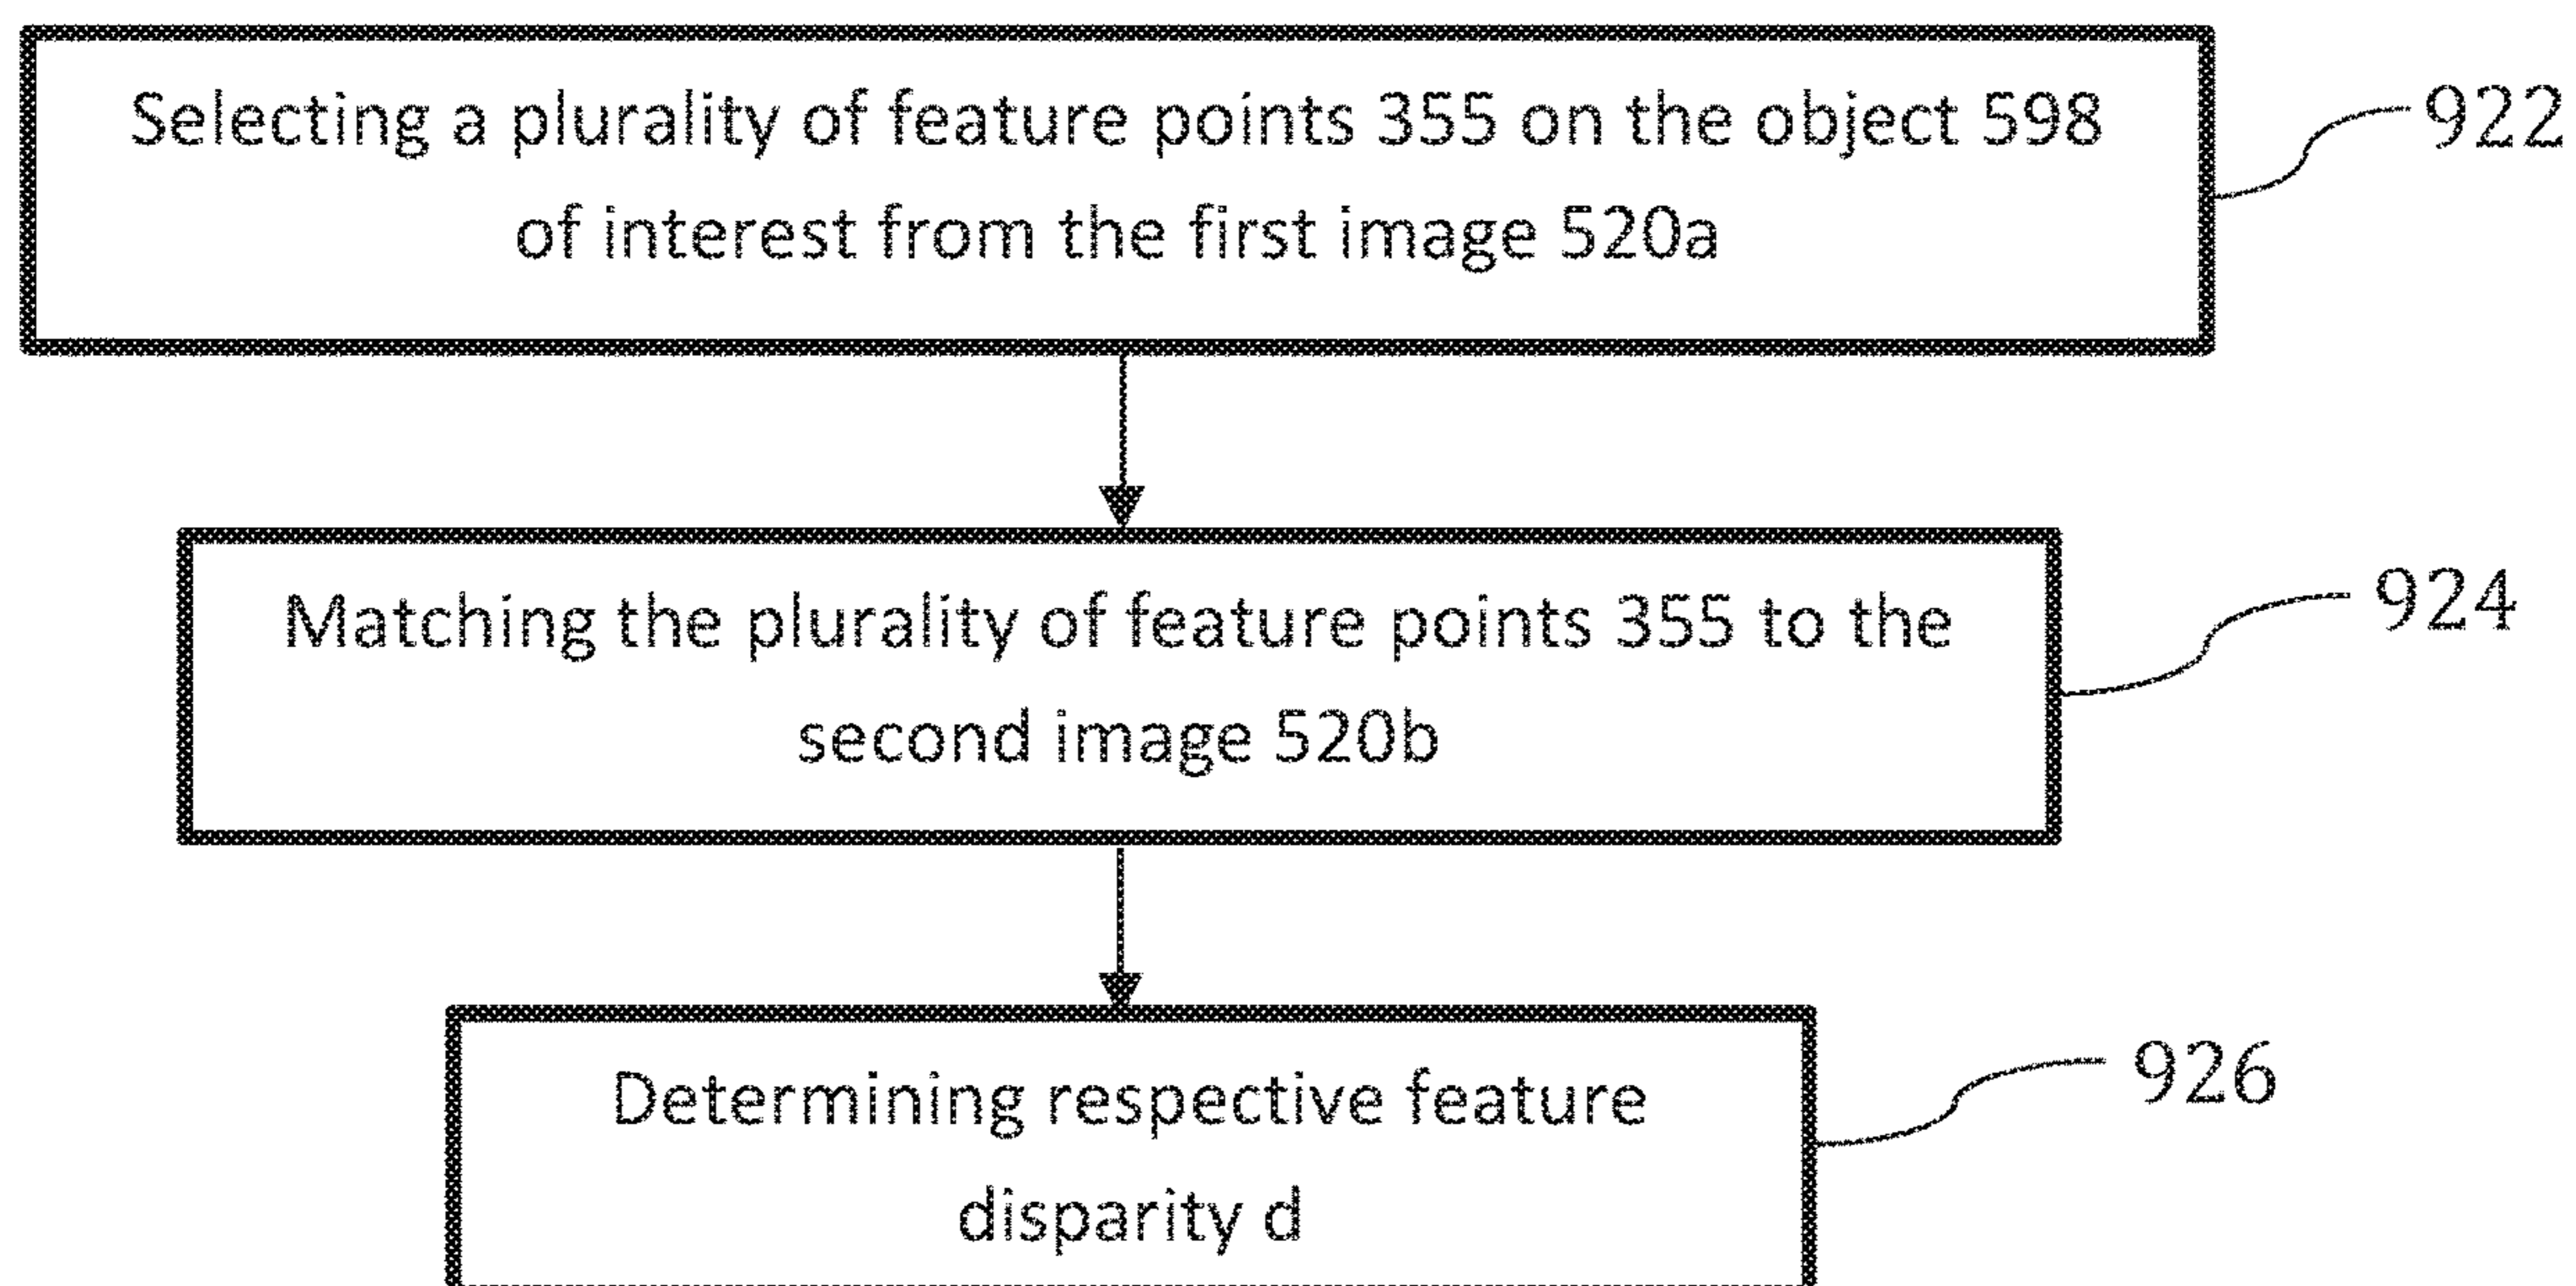 Selecting a plurality of feature points 355 on the object 598
of interest from the first image 520a
922
Matching the plurality of feature points 355 to the
second image 520b
924
Determining respective feature
disparity d
926